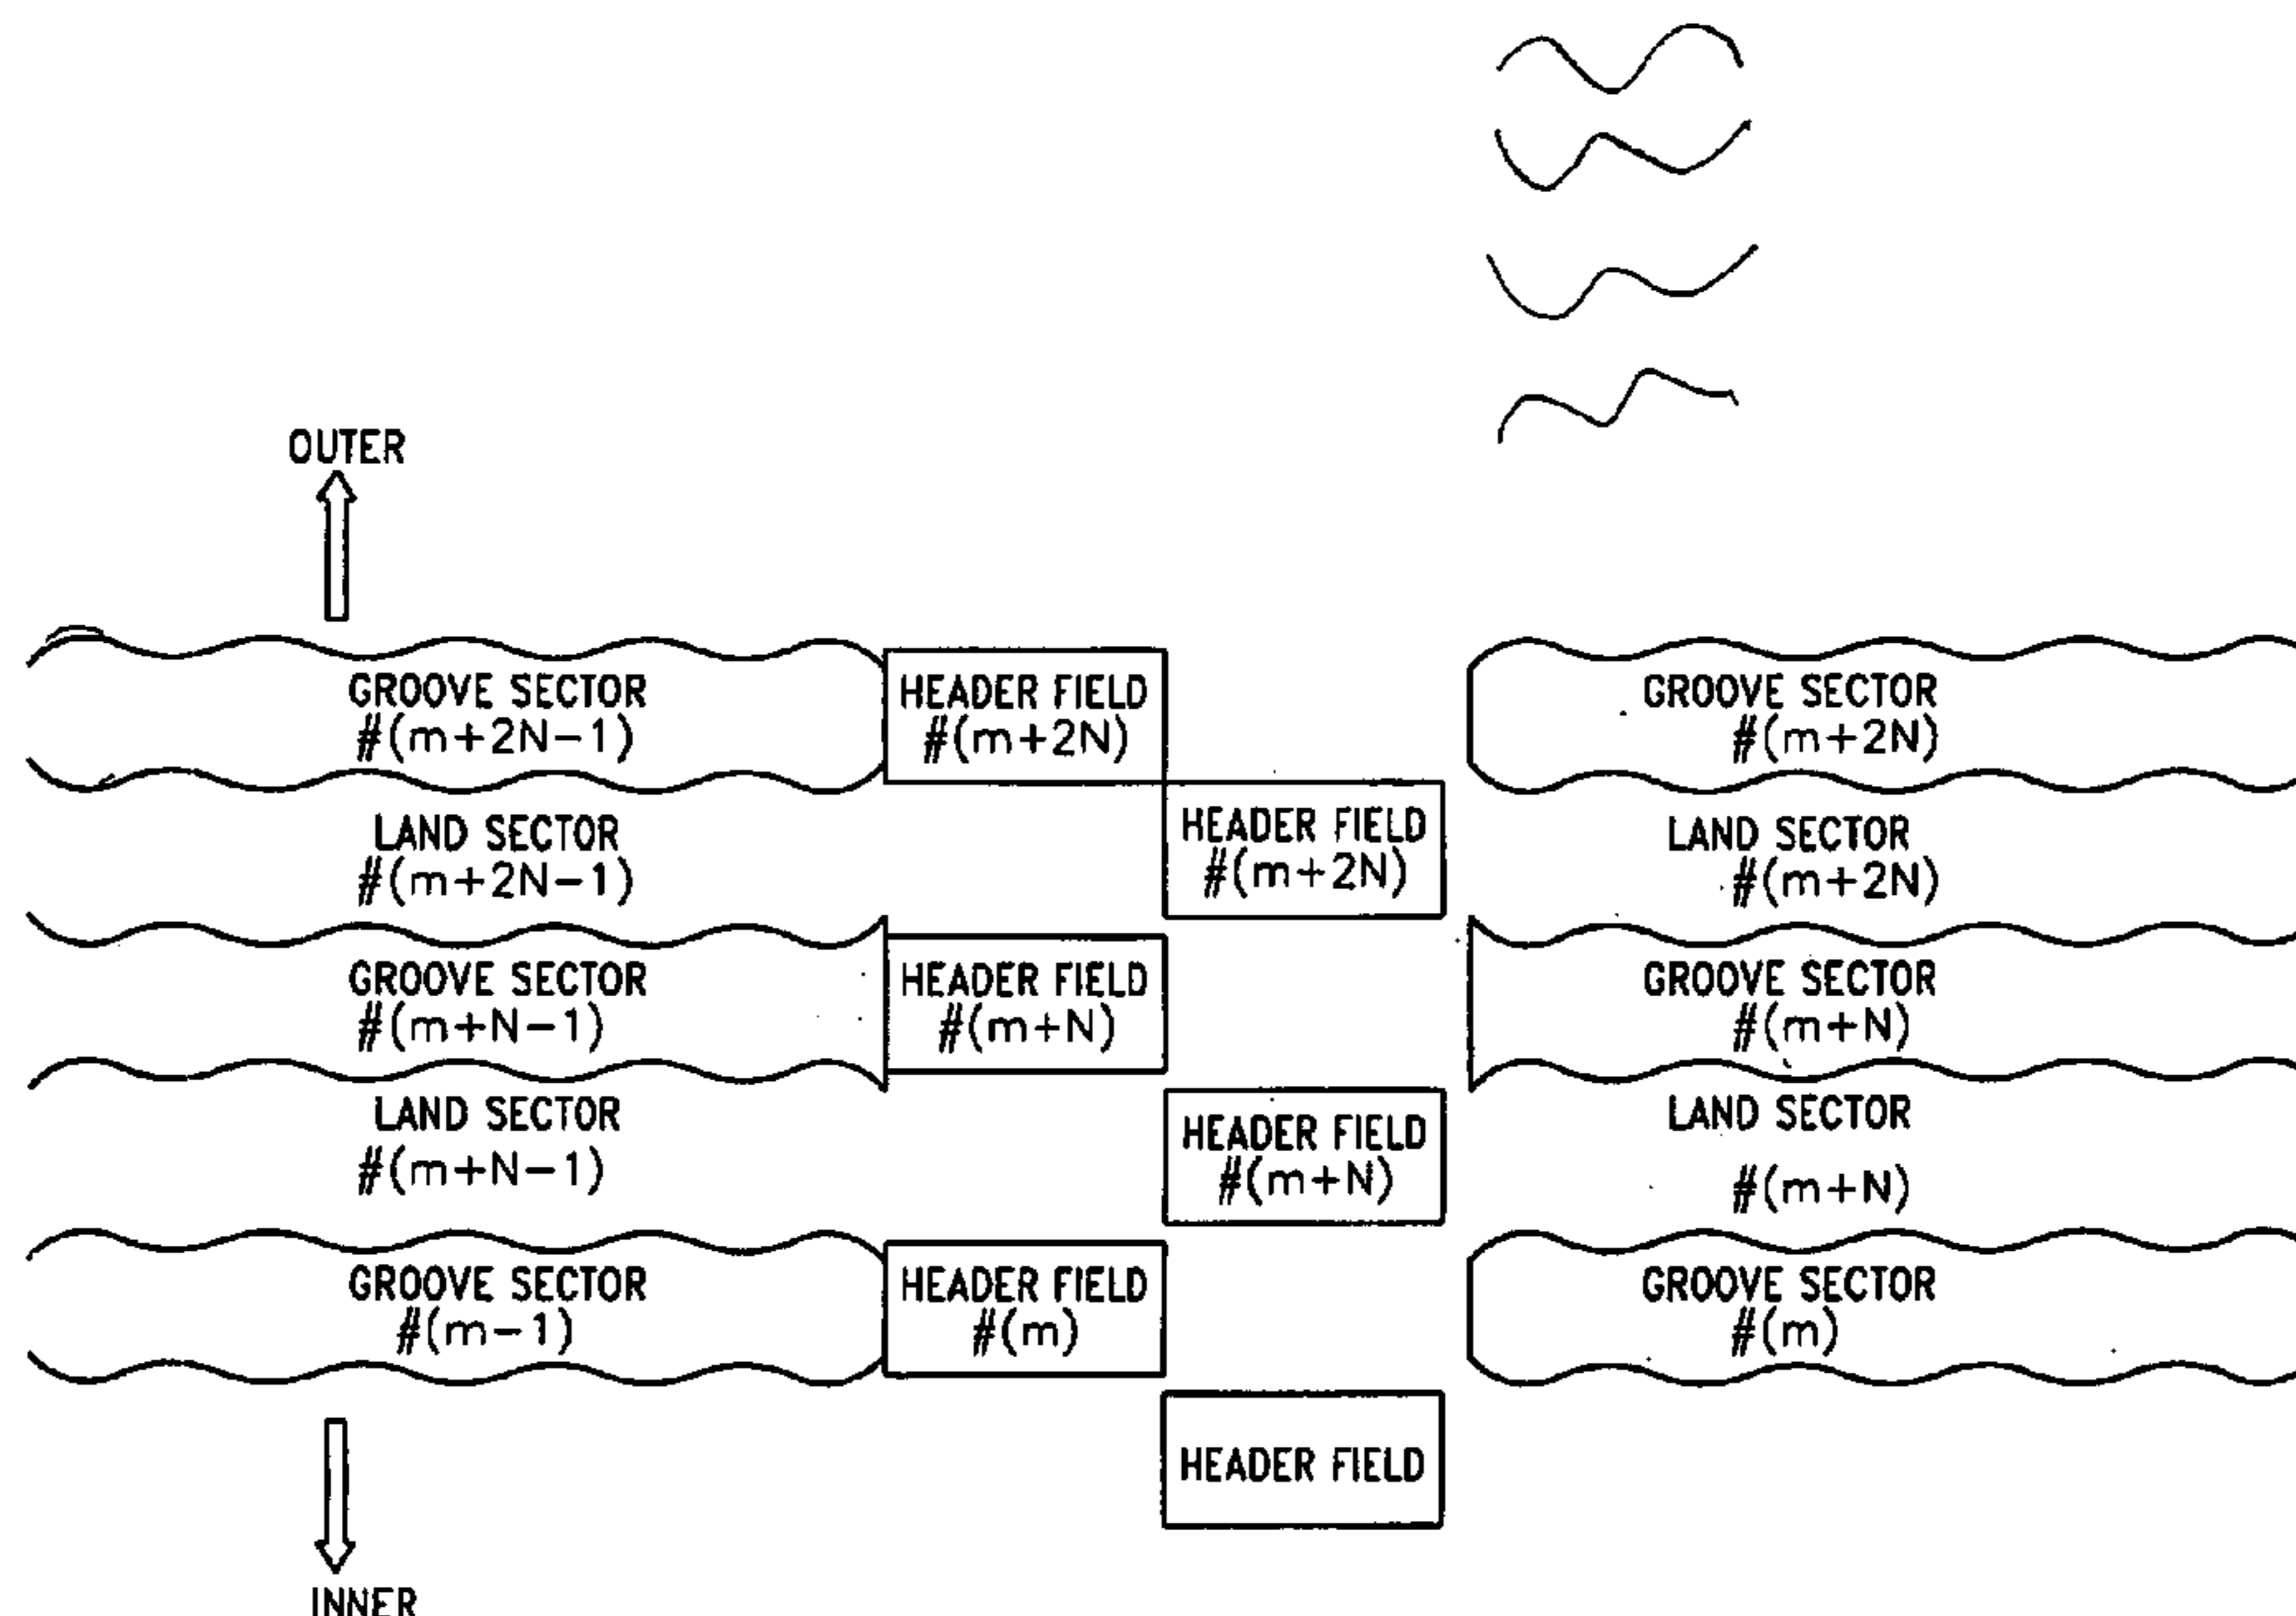 OUTER
GROOVE SECTOR
#(m+2N-1)
HEADER FIELD
#(m+2N)
GROOVE SECTOR
#(m+2N)
LAND SECTOR
#(m+2N-1)
HEADER FIELD
#(m+2N)
LAND SECTOR
#(m+2N)
GROOVE SECTOR
#(m+N-1)
HEADER FIELD
#(m+N)
GROOVE SECTOR
#(m+N)
LAND SECTOR
#(m+N-1)
HEADER FIELD
#(m+N)
LAND SECTOR
#(m+N)
GROOVE SECTOR
#(m-1)
HEADER FIELD
#(m)
GROOVE SECTOR
#(m)
HEADER FIELD
INNER